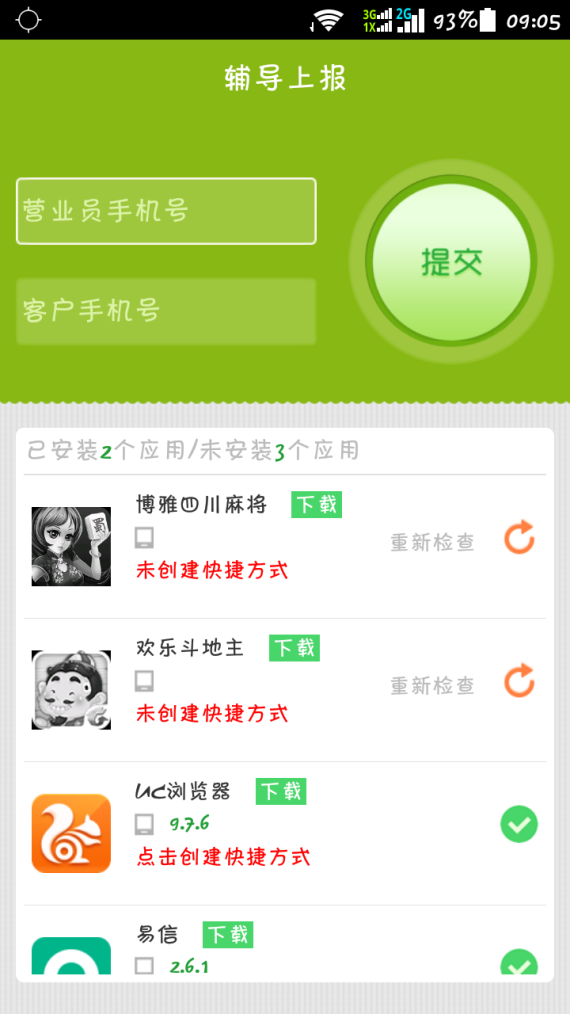 3G 1X 2G 93% 09:05
辅导上报
营业员手机号
提交
客户手机号
已安装2个应用/未安装3个应用
博雅四川麻将 下载
重新检查
未创建快捷方式
欢乐斗地主 下载
重新检查
未创建快捷方式
UC浏览器 下载
9.7.6
点击创建快捷方式
易信 下载
2.6.1